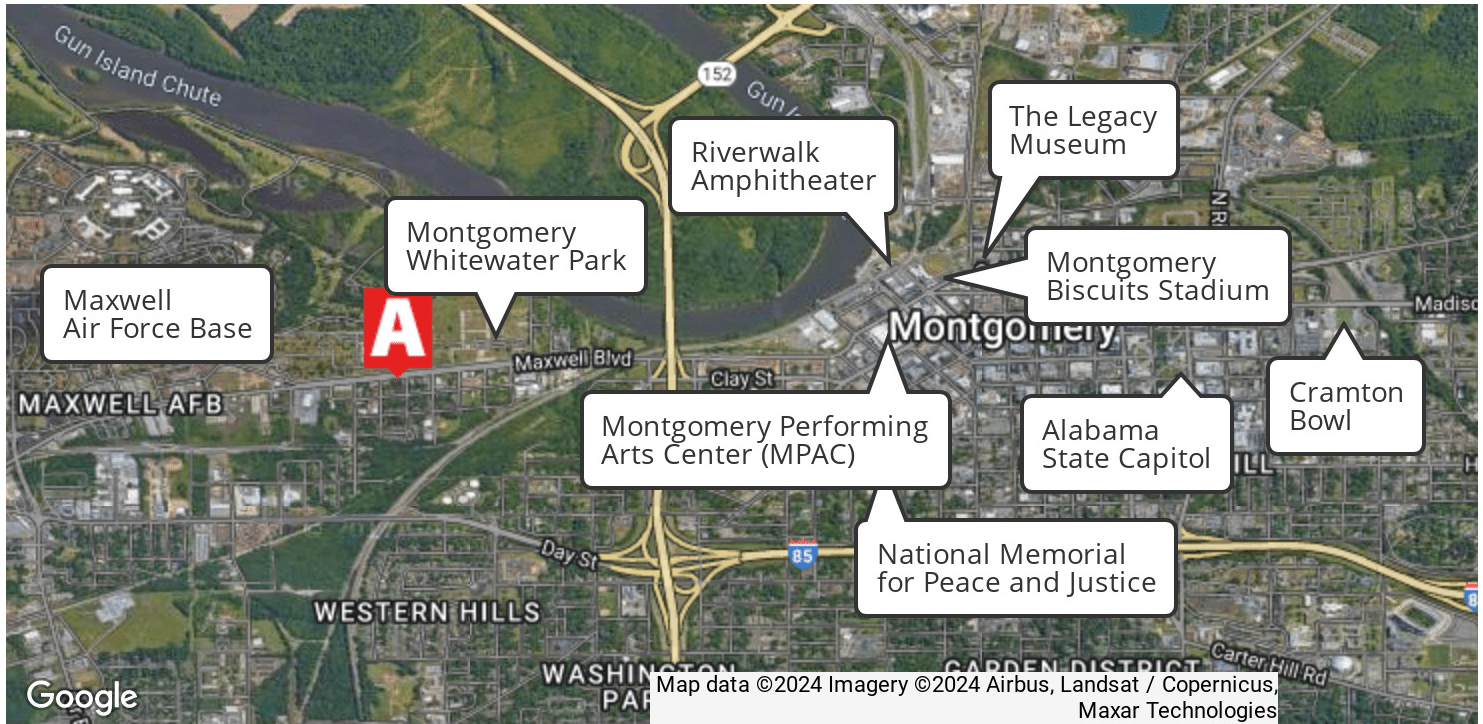 Gun Island Chute
152
Gun I
The Legacy
Museum
Riverwalk
Amphitheater
N R
Montgomery
Whitewater Park
Montgomery
Biscuits Stadium
Maxwell
Air Force Base
A
Madiso
Montgomery
Maxwell Blvd
Clay St
MAXWELL AFB
Cramton
Bowl
Montgomery Performing
Arts Center (MPAC)
Alabama
State Capitol
ILL
H
Day St
85
National Memorial
for Peace and Justice
8
WESTERN HILLS
WASHINGTON
PAR
GARDEN DISTRICT
Carter Hill Rd
Google
Map data ©2024 Imagery ©2024 Airbus, Landsat / Copernicus,
Maxar Technologies